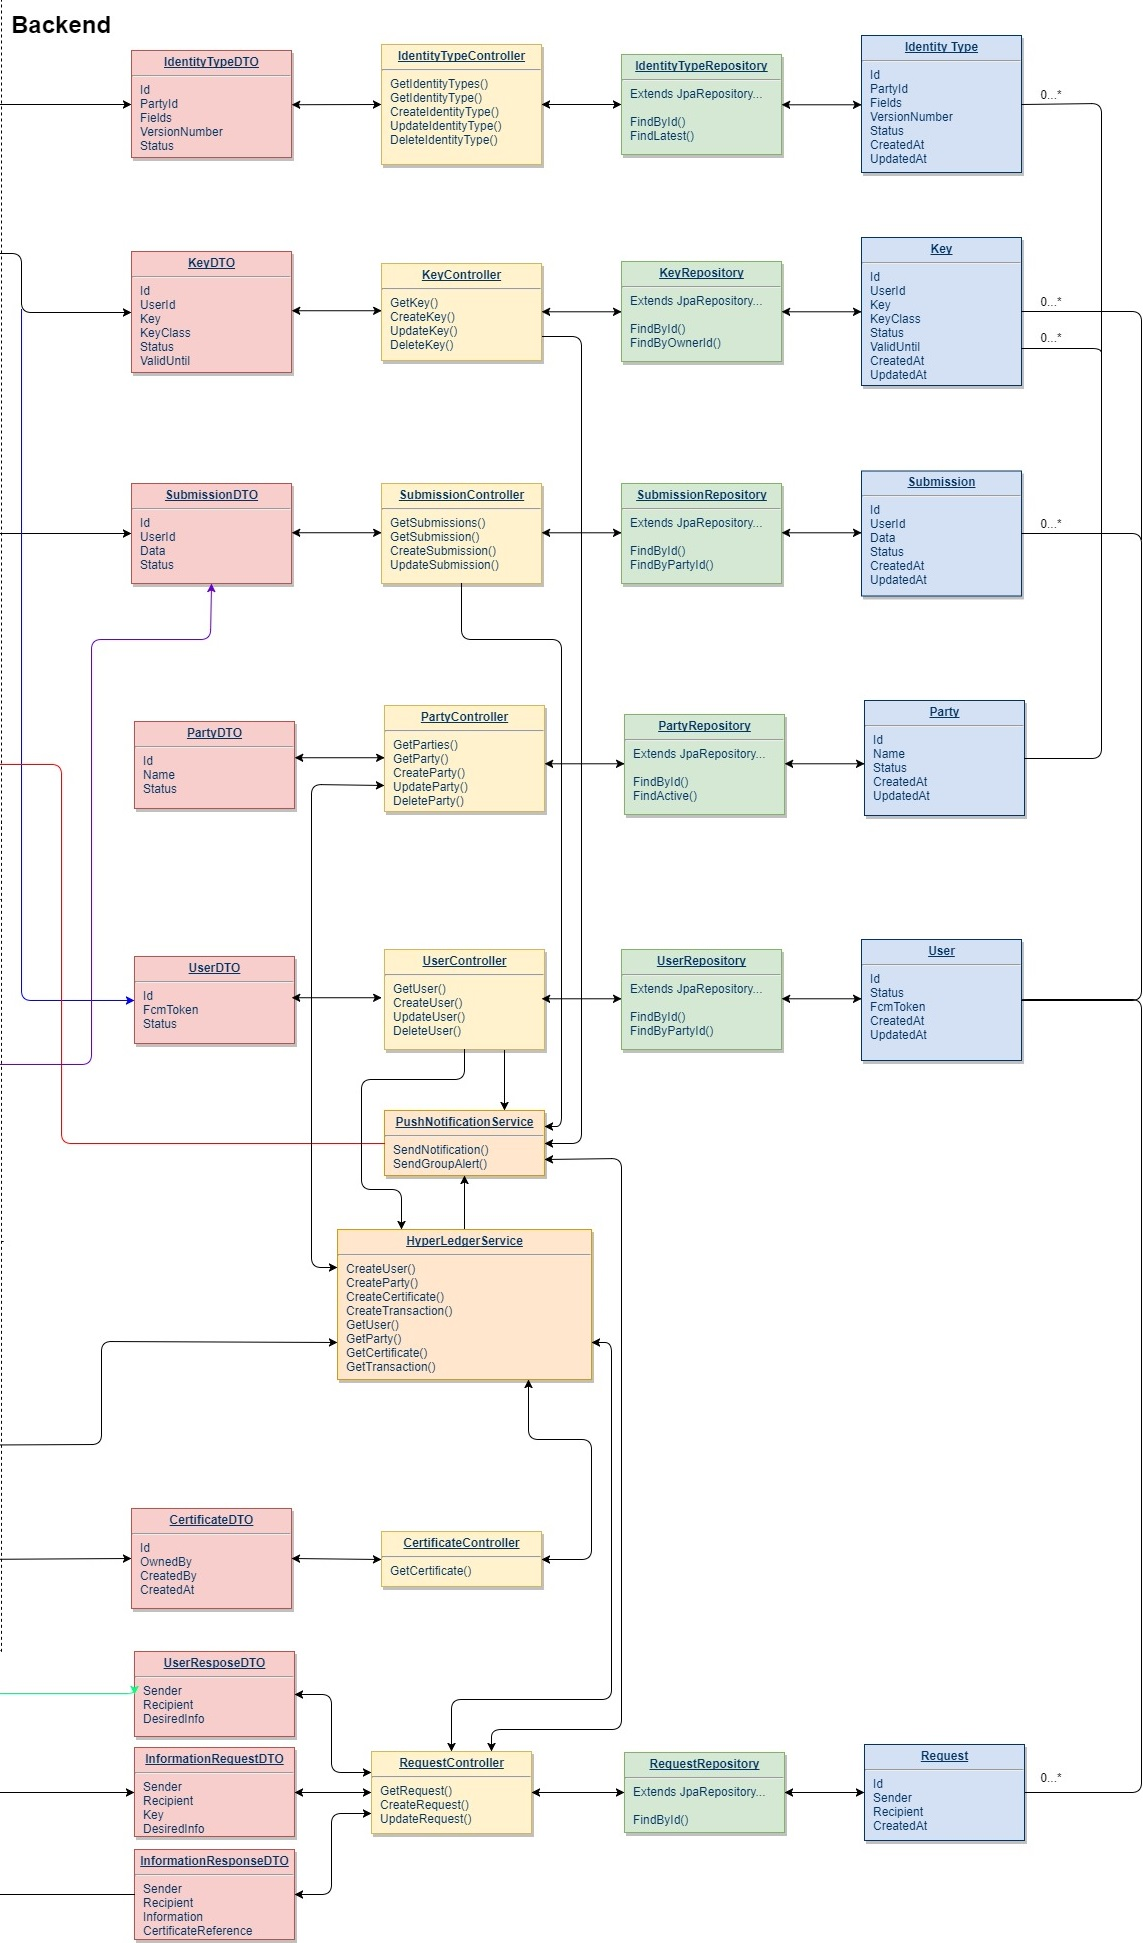 Backend
IdentityTypeDTO
Id
PartyId
Fields
VersionNumber
Status
IdentityTypeController
GetIdentityTypes()
GetIdentityType()
CreateIdentityType()
UpdateIdentityType()
DeleteIdentityType()
IdentityTypeRepository
Extends JpaRepository...
FindById()
FindLatest()
Identity Type
Id
PartyId
Fields
VersionNumber
Status
CreatedAt
UpdatedAt
0...*
KeyDTO
Id
UserId
Key
KeyClass
Status
ValidUntil
KeyController
GetKey()
CreateKey()
UpdateKey()
DeleteKey()
KeyRepository
Extends JpaRepository...
FindById()
FindByOwnerId()
Key
Id
UserId
Key
KeyClass
Status
ValidUntil
CreatedAt
UpdatedAt
0...*
0...*
SubmissionDTO
Id
UserId
Data
Status
SubmissionController
GetSubmissions()
GetSubmission()
CreateSubmission()
UpdateSubmission()
SubmissionRepository
Extends JpaRepository...
FindById()
FindByPartyId()
Submission
Id
UserId
Data
Status
CreatedAt
UpdatedAt
0...*
PartyDTO
Id
Name
Status
PartyController
GetParties()
GetParty()
CreateParty()
UpdateParty()
DeleteParty()
PartyRepository
Extends JpaRepository...
FindById()
FindActive()
Party
Id
Name
Status
CreatedAt
UpdatedAt
UserDTO
Id
FcmToken
Status
UserController
GetUser()
CreateUser()
UpdateUser()
DeleteUser()
UserRepository
Extends JpaRepository...
FindById()
FindByPartyId()
User
Id
Status
FcmToken
CreatedAt
UpdatedAt
PushNotificationService
SendNotification()
SendGroupAlert()
HyperLedgerService
CreateUser()
CreateParty()
CreateCertificate()
CreateTransaction()
GetUser()
GetParty()
GetCertificate()
GetTransaction()
CertificateDTO
Id
OwnedBy
CreatedBy
CreatedAt
CertificateController
GetCertificate()
UserResposeDTO
Sender
Recipient
DesiredInfo
InformationRequestDTO
Sender
Recipient
Key
DesiredInfo
InformationResponseDTO
Sender
Recipient
Information
CertificateReference
RequestController
GetRequest()
CreateRequest()
UpdateRequest()
RequestRepository
Extends JpaRepository...
FindById()
Request
Id
Sender
Recipient
CreatedAt
0...*